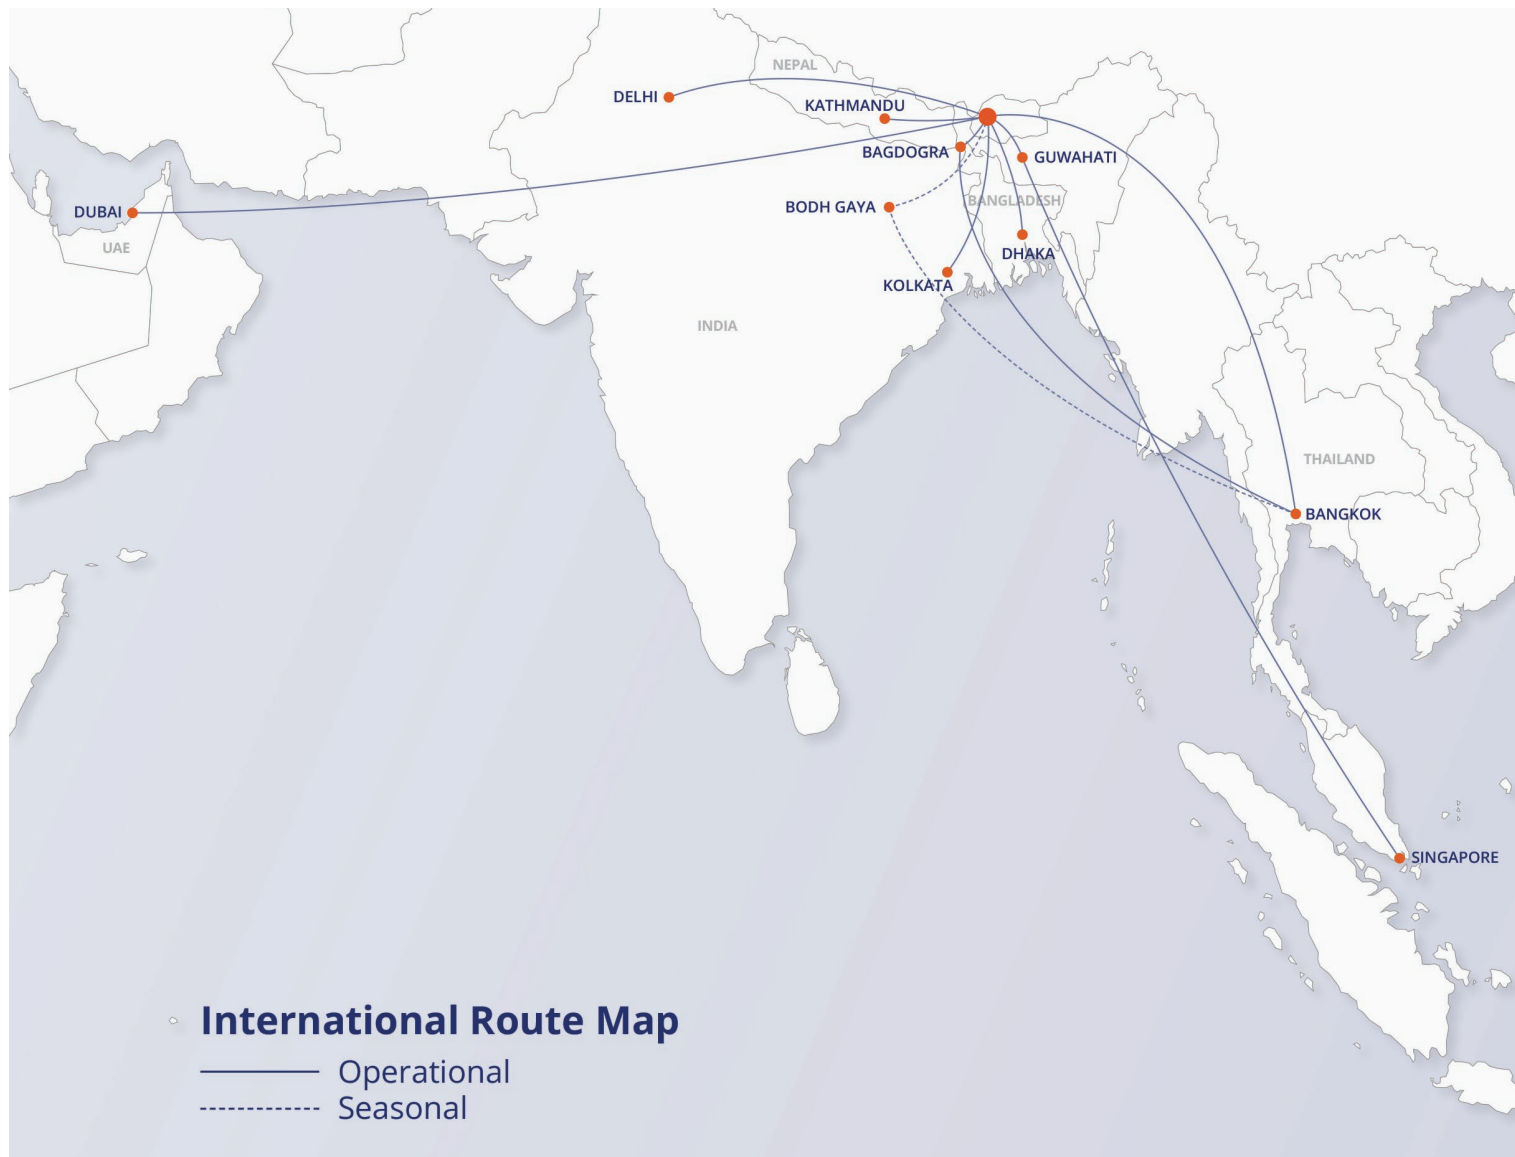 NEPAL
DELHI
KATHMANDU
BAGDOGRA
GUWAHATI
DUBAI
BODH GAYA
BANGLADESH
UAE
DHAKA
KOLKATA
INDIA
THAILAND
BANGKOK
SINGAPORE
International Route Map
Operational
Seasonal